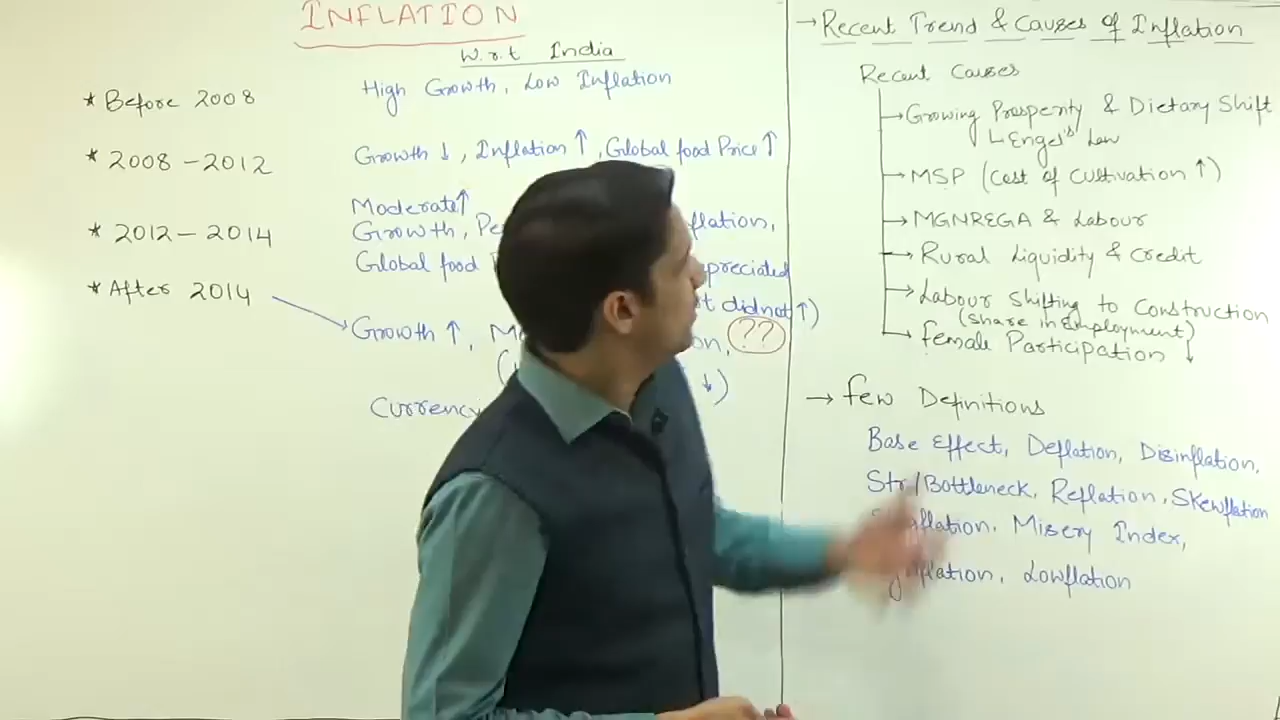 INFLATION
W.r.t India
* Before 2008 High Growth, Low Inflation
* 2008 - 2012 Growth ↓, Inflation ↑, Global food Price ↑
Moderate ↑
* 2012 - 2014 Growth, flation,
Global food preciated
didnot ↑)
* After 2014 Growth ↑, on, ??
↓)
Currency
→ Recent Trend & Causes of Inflation
Recent Causes
→ Growing Prosperity & Dietary Shift
↳ Engel's Law
→ MSP (Cost of Cultivation ↑)
→ MGNREGA & Labour
→ Rural Liquidity & Credit
→ Labour Shifting to Construction
(Share in Employment)
→ Female Participation ↓
→ Few Definitions
Base Effect, Deflation, Disinflation,
Str/Bottleneck, Reflation, Skewflation
flation, Misery Index,
flation, Lowflation